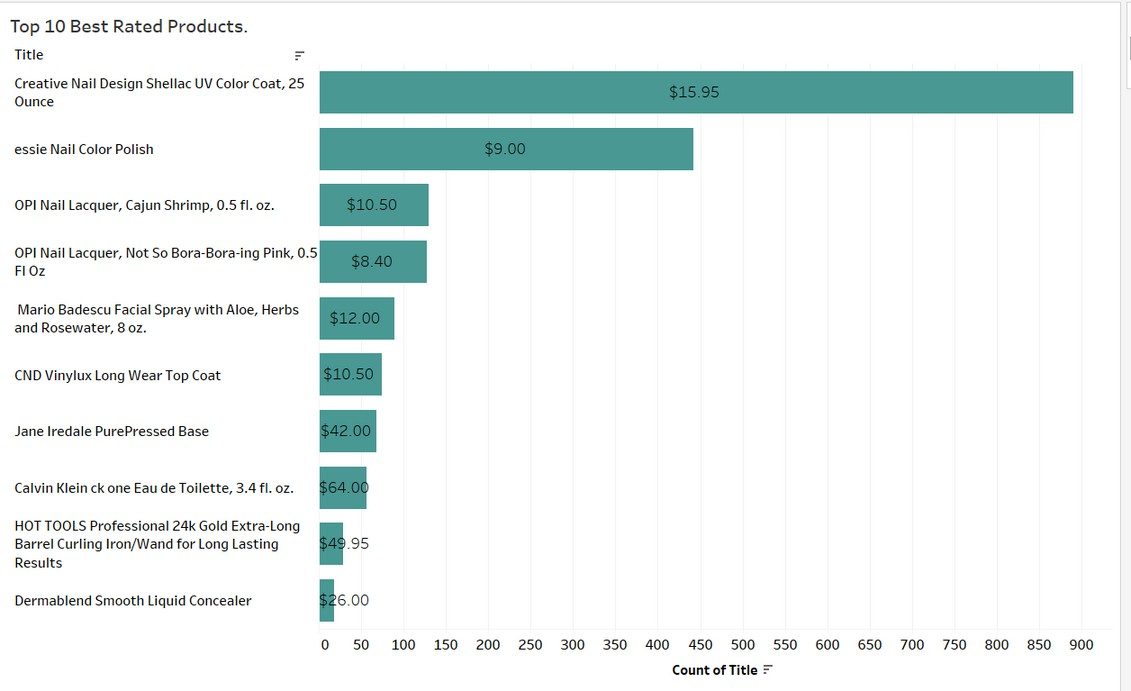 Top 10 Best Rated Products.
Title
Creative Nail Design Shellac UV Color Coat, 25
Ounce
$15.95
essie Nail Color Polish
$9.00
OPI Nail Lacquer, Cajun Shrimp, 0.5 fl. oz.
$10.50
OPI Nail Lacquer, Not So Bora-Bora-ing Pink, 0.5
Fl Oz
$8.40
Mario Badescu Facial Spray with Aloe, Herbs
and Rosewater, 8 oz.
$12.00
CND Vinylux Long Wear Top Coat
$10.50
Jane Iredale PurePressed Base
$42.00
Calvin Klein ck one Eau de Toilette, 3.4 fl. oz.
$64.00
HOT TOOLS Professional 24k Gold Extra-Long
Barrel Curling Iron/Wand for Long Lasting
Results
$49.95
Dermablend Smooth Liquid Concealer
$26.00
0 50 100 150 200 250 300 350 400 450 500 550 600 650 700 750 800 850 900
Count of Title